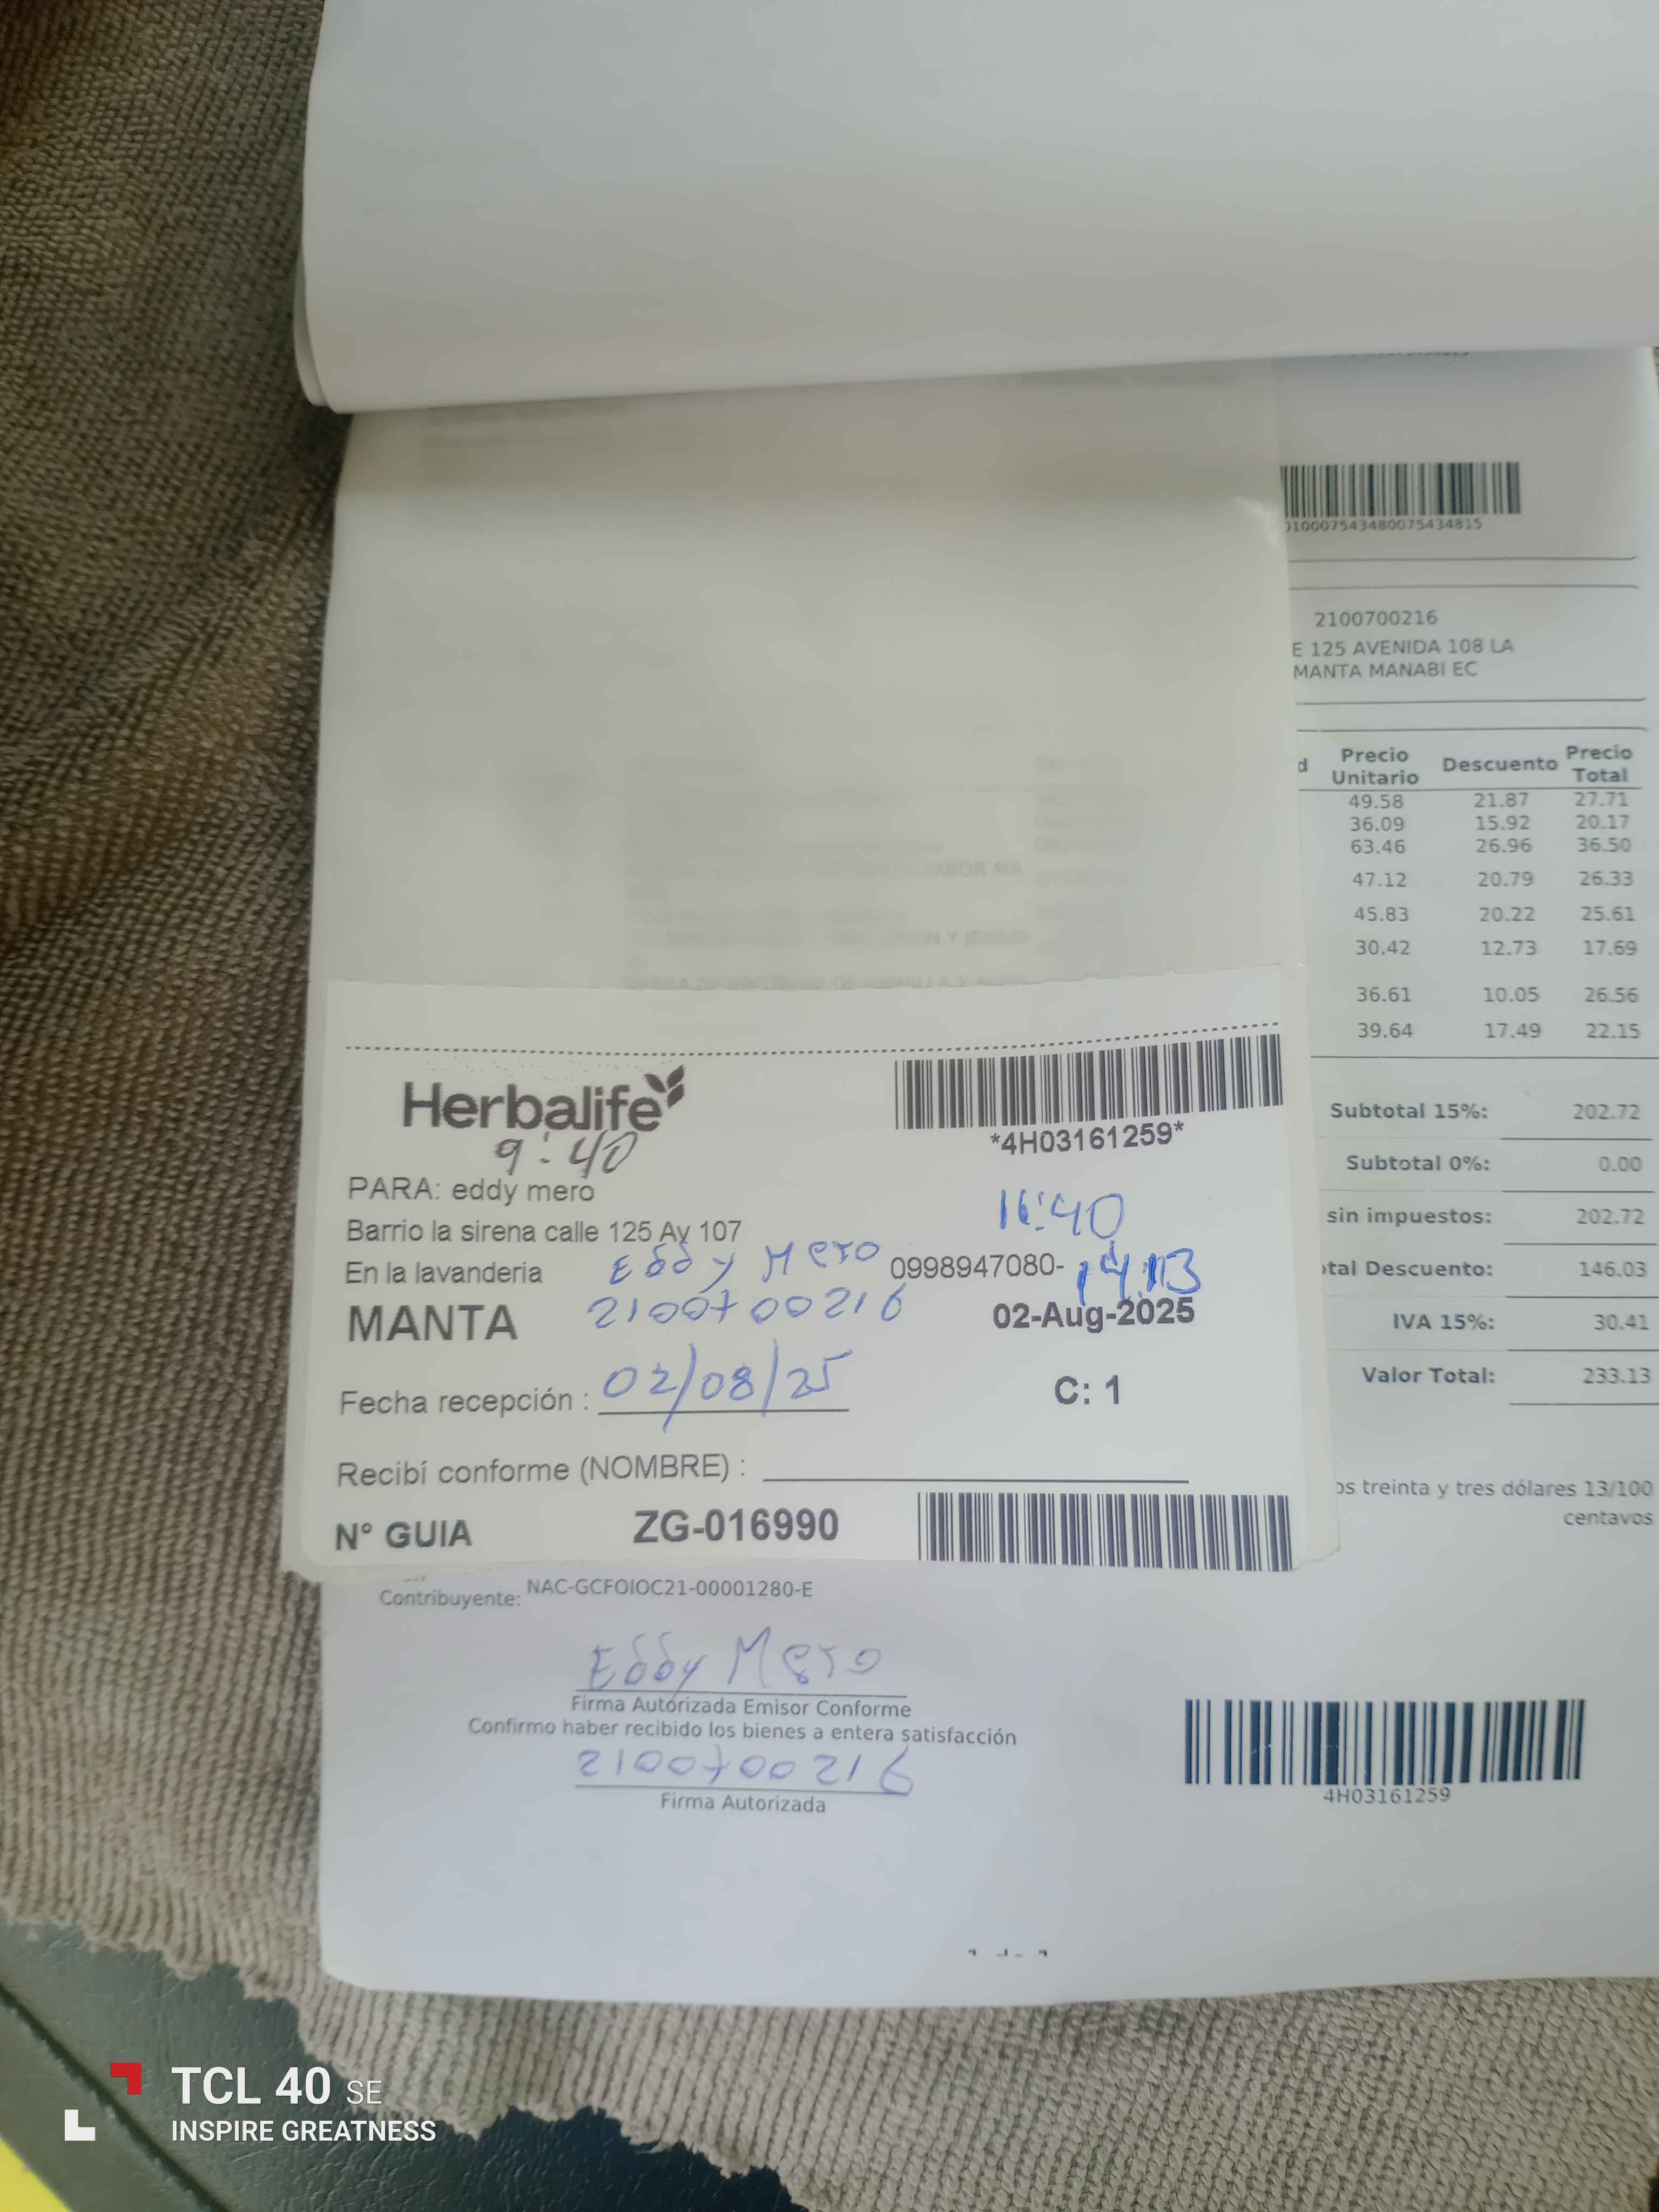 01000754348007543481 5
2100700216
E 125 AVENIDA 108 LA
MANTA MANABI EC
d Precio Unitario Descuento Precio Total
49.58 21.87 27.71
36.09 15.92 20.17
63.46 26.96 36.50
47.12 20.79 26.33
45.83 20.22 25.61
30.42 12.73 17.69
36.61 10.05 26.56
39.64 17.49 22.15
Subtotal 15%: 202.72
Subtotal 0%: 0.00
sin impuestos: 202.72
tal Descuento: 146.03
IVA 15%: 30.41
Valor Total: 233.13
os treinta y tres dólares 13/100
centavos
Herbalife
*4H03161259*
9:40
PARA: eddy mero
16:40
Barrio la sirena calle 125 Av 107
En la lavanderia Eddy Mero 0998947080- 14:13
MANTA 2100700216 02-Aug-2025
Fecha recepción : 02/08/25 C: 1
Recibí conforme (NOMBRE) :
N° GUIA ZG-016990
Contribuyente: NAC-GCFOIOC21-00001280-E
Eddy Mero
Firma Autorizada Emisor Conforme
Confirmo haber recibido los bienes a entera satisfacción
2100700216
Firma Autorizada
4H03161259
TCL 40 SE
INSPIRE GREATNESS